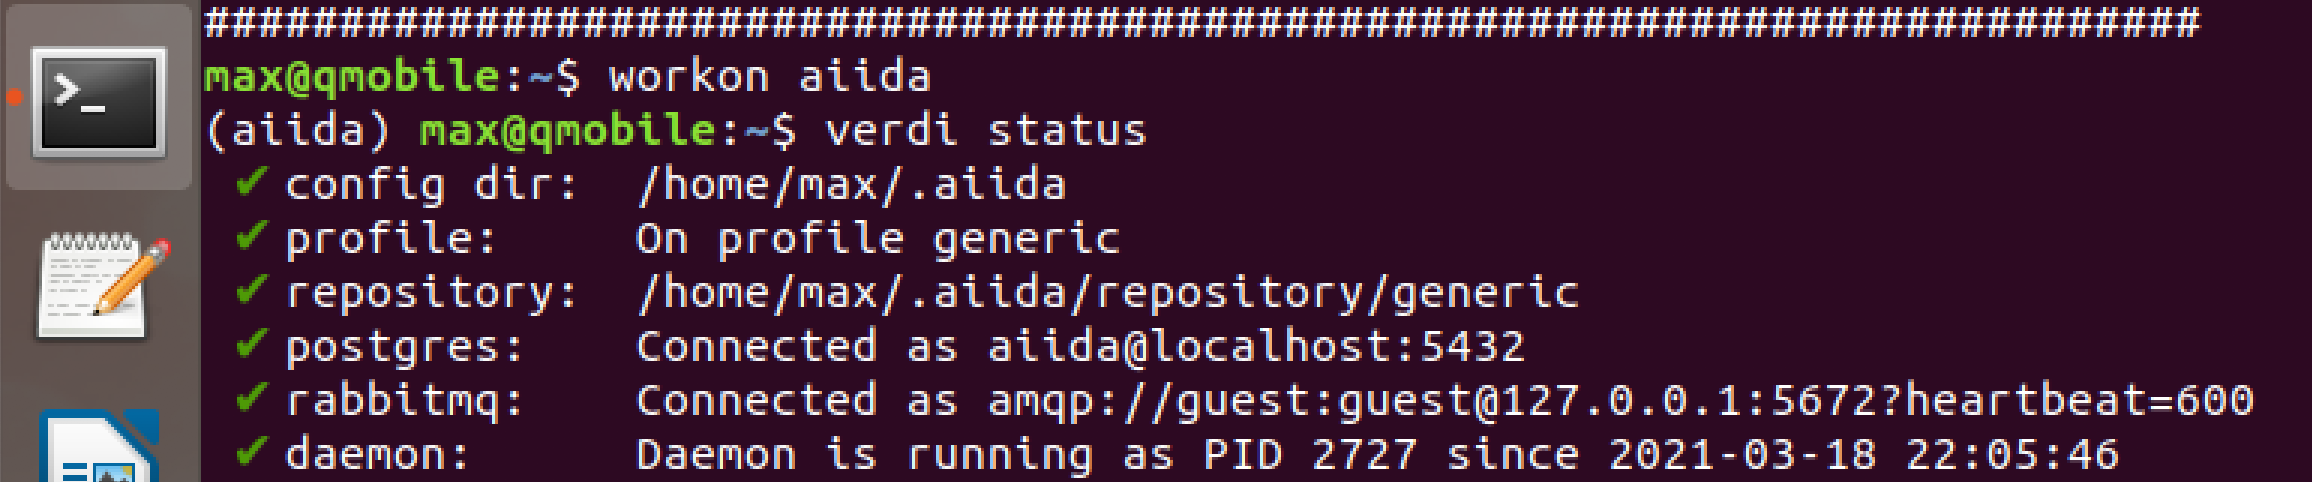 ##########################################################################
max@qmobile:~$ workon aiida
(aiida) max@qmobile:~$ verdi status
✔ config dir:  /home/max/.aiida
✔ profile:     On profile generic
✔ repository:  /home/max/.aiida/repository/generic
✔ postgres:    Connected as aiida@localhost:5432
✔ rabbitmq:    Connected as amqp://guest:guest@127.0.0.1:5672?heartbeat=600
✔ daemon:      Daemon is running as PID 2727 since 2021-03-18 22:05:46